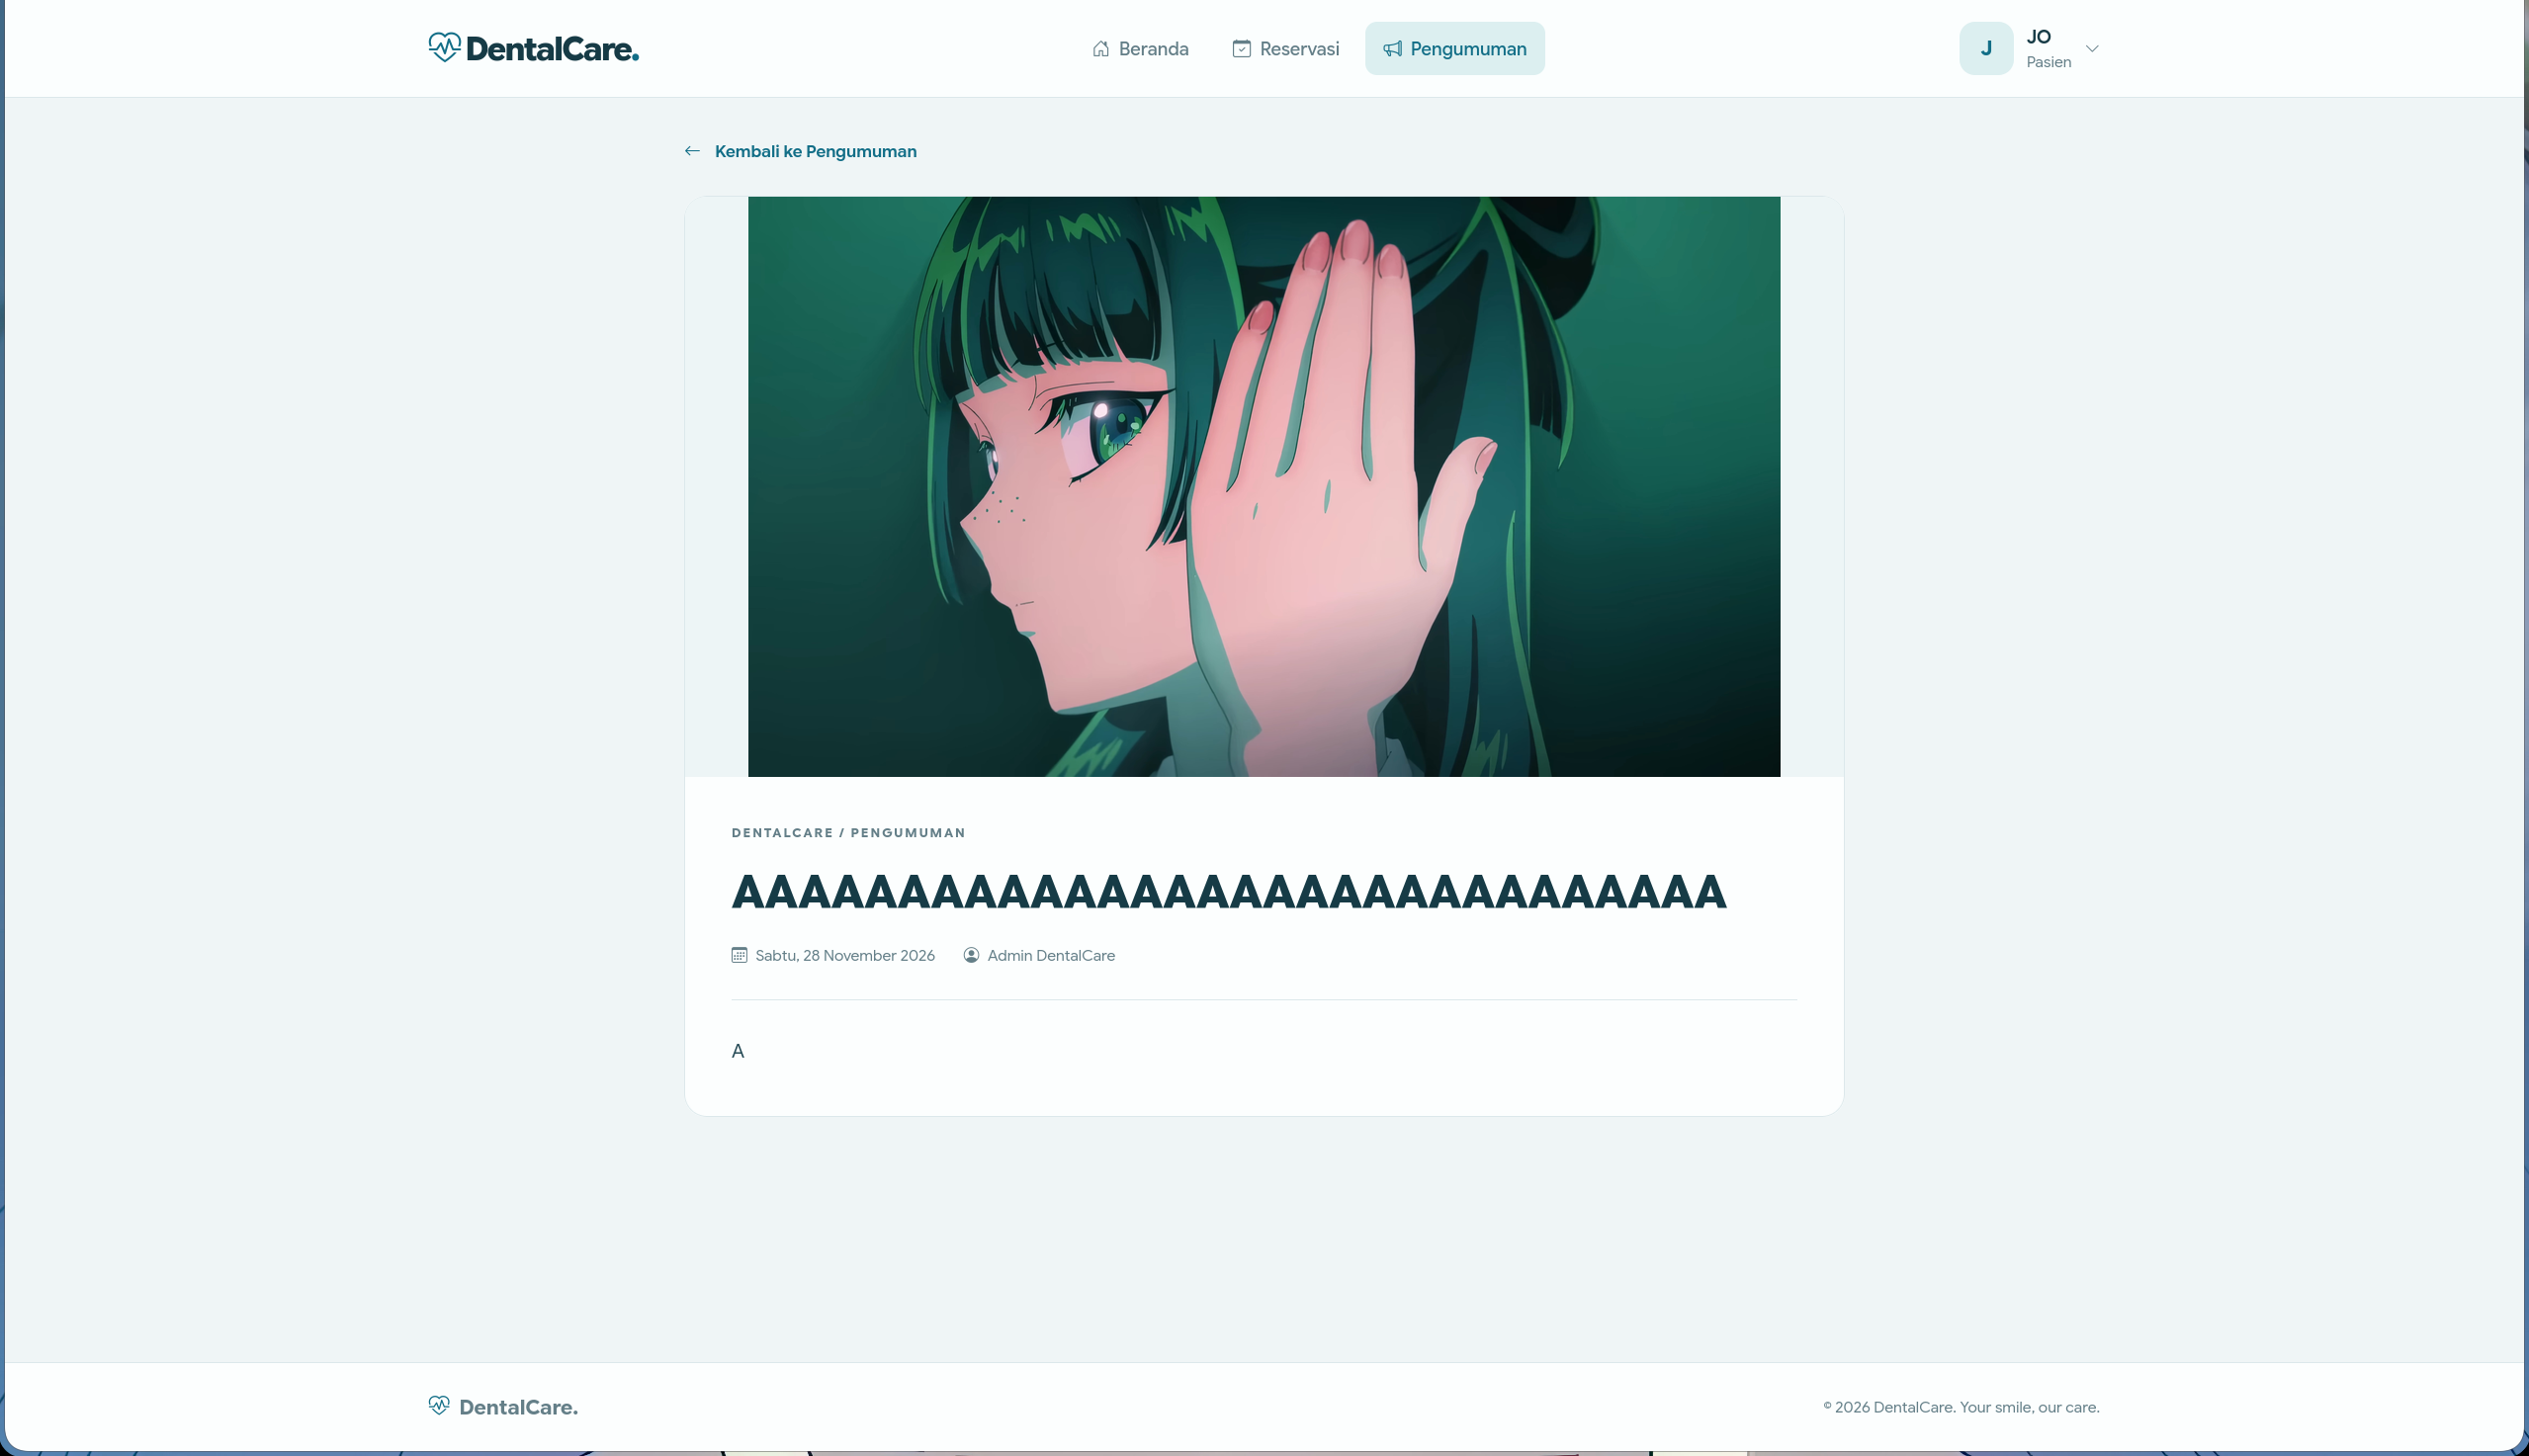 DentalCare.
Beranda
Reservasi
Pengumuman
J
JO
Pasien
Kembali ke Pengumuman
DENTALCARE / PENGUMUMAN
AAAAAAAAAAAAAAAAAAAAAAAAAAAAAA
Sabtu, 28 November 2026
Admin DentalCare
A
DentalCare.
© 2026 DentalCare. Your smile, our care.